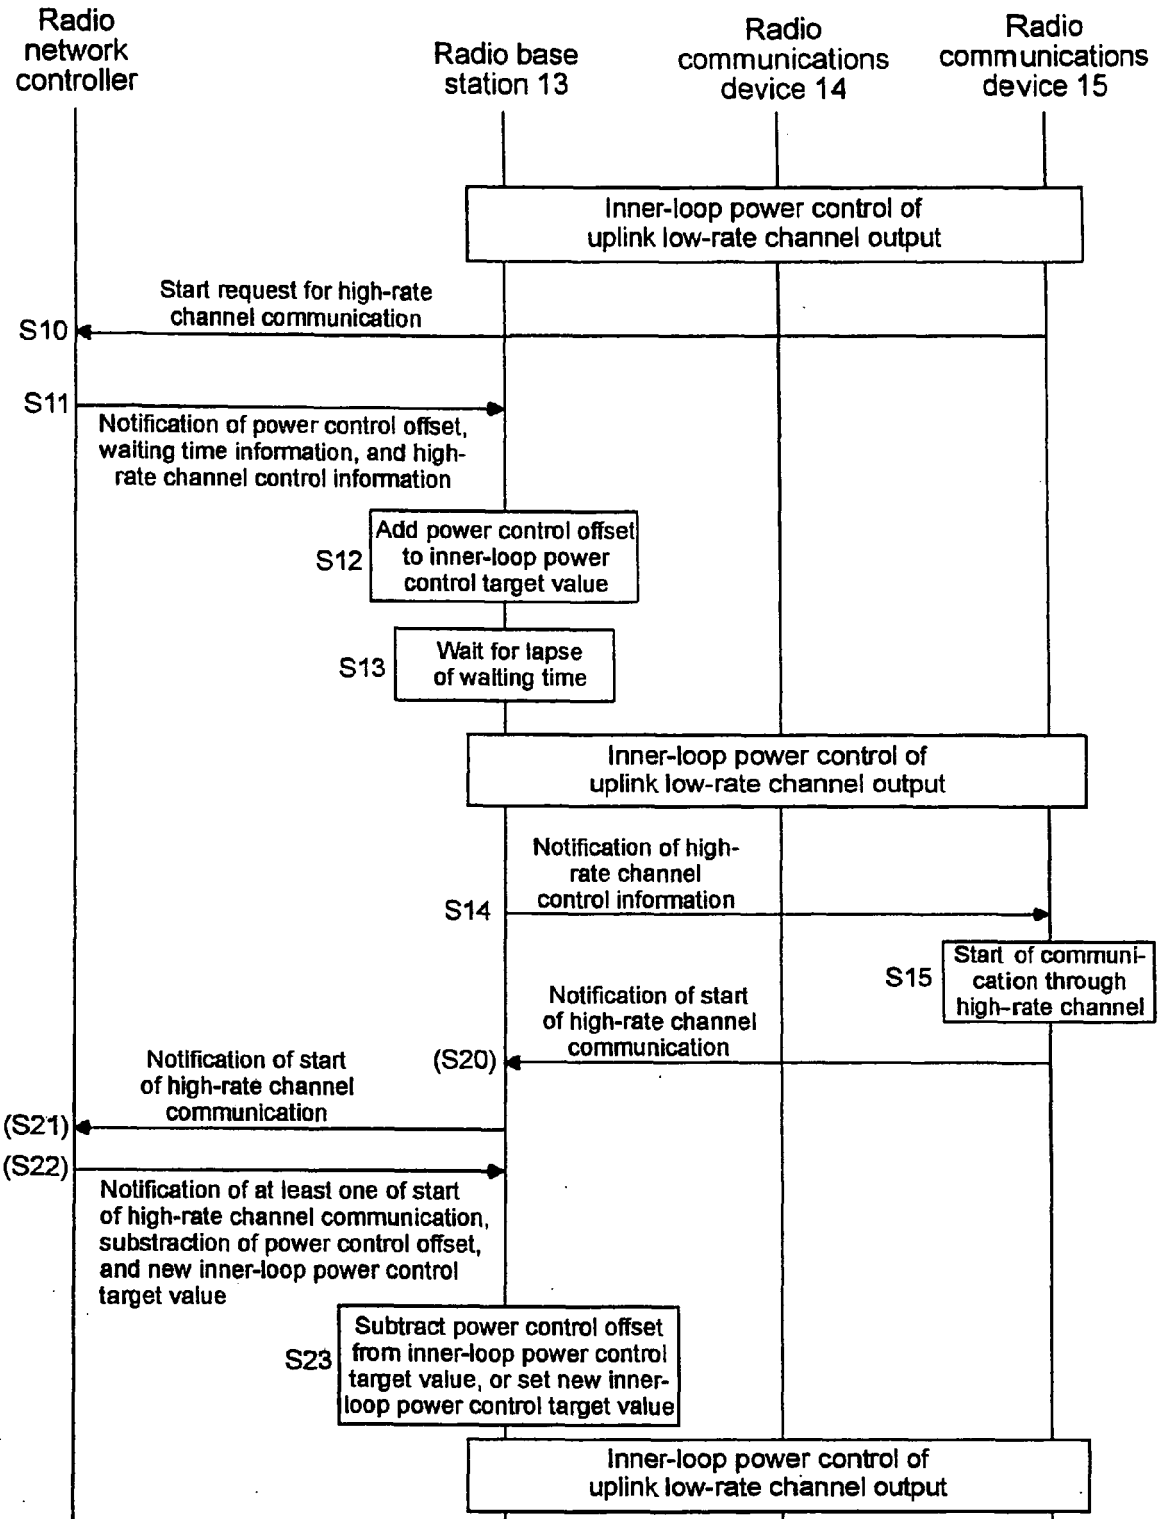 Radio
network
controller
Radio base
station 13
Radio
communications
device 14
Radio
communications
device 15
Inner-loop power control of
uplink low-rate channel output
Start request for high-rate
channel communication
S10
S11
Notification of power control offset,
waiting time information, and high-
rate channel control information
S12
Add power control offset
to inner-loop power
control target value
S13
Wait for lapse
of waiting time
Inner-loop power control of
uplink low-rate channel output
Notification of high-
rate channel
control information
S14
S15
Start of communi-
cation through
high-rate channel
Notification of start
of high-rate channel
communication
(S20)
Notification of start
of high-rate channel
communication
(S21)
(S22)
Notification of at least one of start
of high-rate channel communication,
substraction of power control offset,
and new inner-loop power control
target value
S23
Subtract power control offset
from inner-loop power control
target value, or set new inner-
loop power control target value
Inner-loop power control of
uplink low-rate channel output